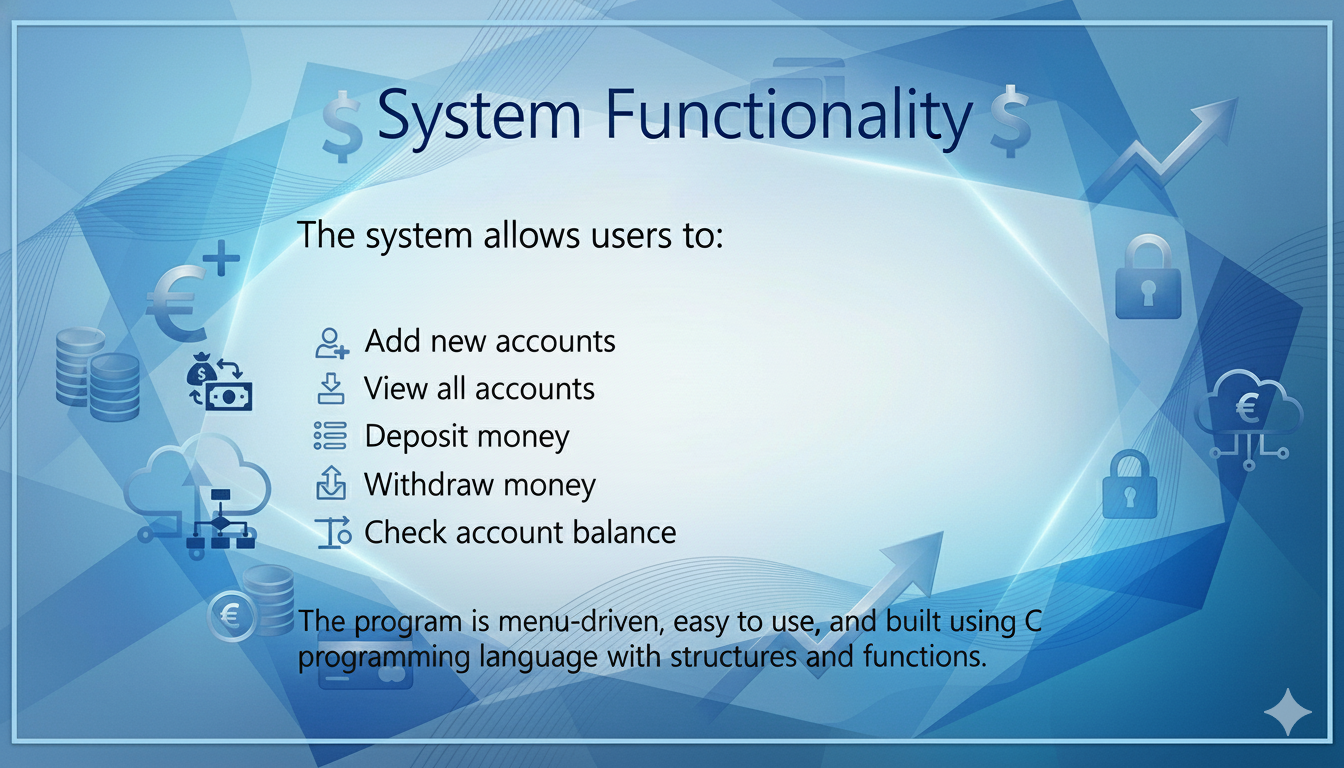 System Functionality
The system allows users to:
Add new accounts
View all accounts
Deposit money
Withdraw money
Check account balance
The program is menu-driven, easy to use, and built using C
programming language with structures and functions.